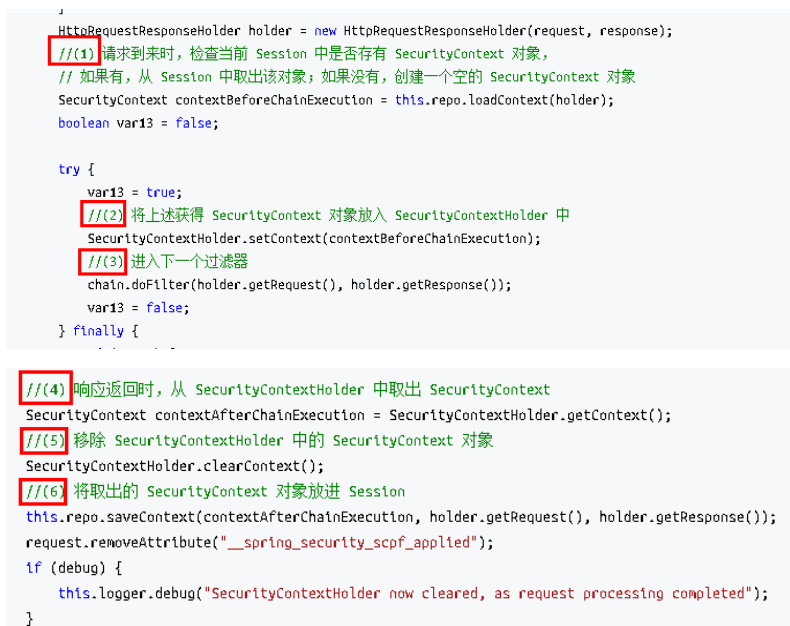 HttpRequestResponseHolder holder = new HttpRequestResponseHolder(request, response);
//(1) 请求到来时，检查当前 Session 中是否存有 SecurityContext 对象，
// 如果有，从 Session 中取出该对象；如果没有，创建一个空的 SecurityContext 对象
SecurityContext contextBeforeChainExecution = this.repo.loadContext(holder);
boolean var13 = false;
try {
var13 = true;
//(2) 将上述获得 SecurityContext 对象放入 SecurityContextHolder 中
SecurityContextHolder.setContext(contextBeforeChainExecution);
//(3) 进入下一个过滤器
chain.doFilter(holder.getRequest(), holder.getResponse());
var13 = false;
} finally {
//(4) 响应返回时，从 SecurityContextHolder 中取出 SecurityContext
SecurityContext contextAfterChainExecution = SecurityContextHolder.getContext();
//(5) 移除 SecurityContextHolder 中的 SecurityContext 对象
SecurityContextHolder.clearContext();
//(6) 将取出的 SecurityContext 对象放进 Session
this.repo.saveContext(contextAfterChainExecution, holder.getRequest(), holder.getResponse());
request.removeAttribute("__spring_security_scpf_applied");
if (debug) {
this.logger.debug("SecurityContextHolder now cleared, as request processing completed");
}